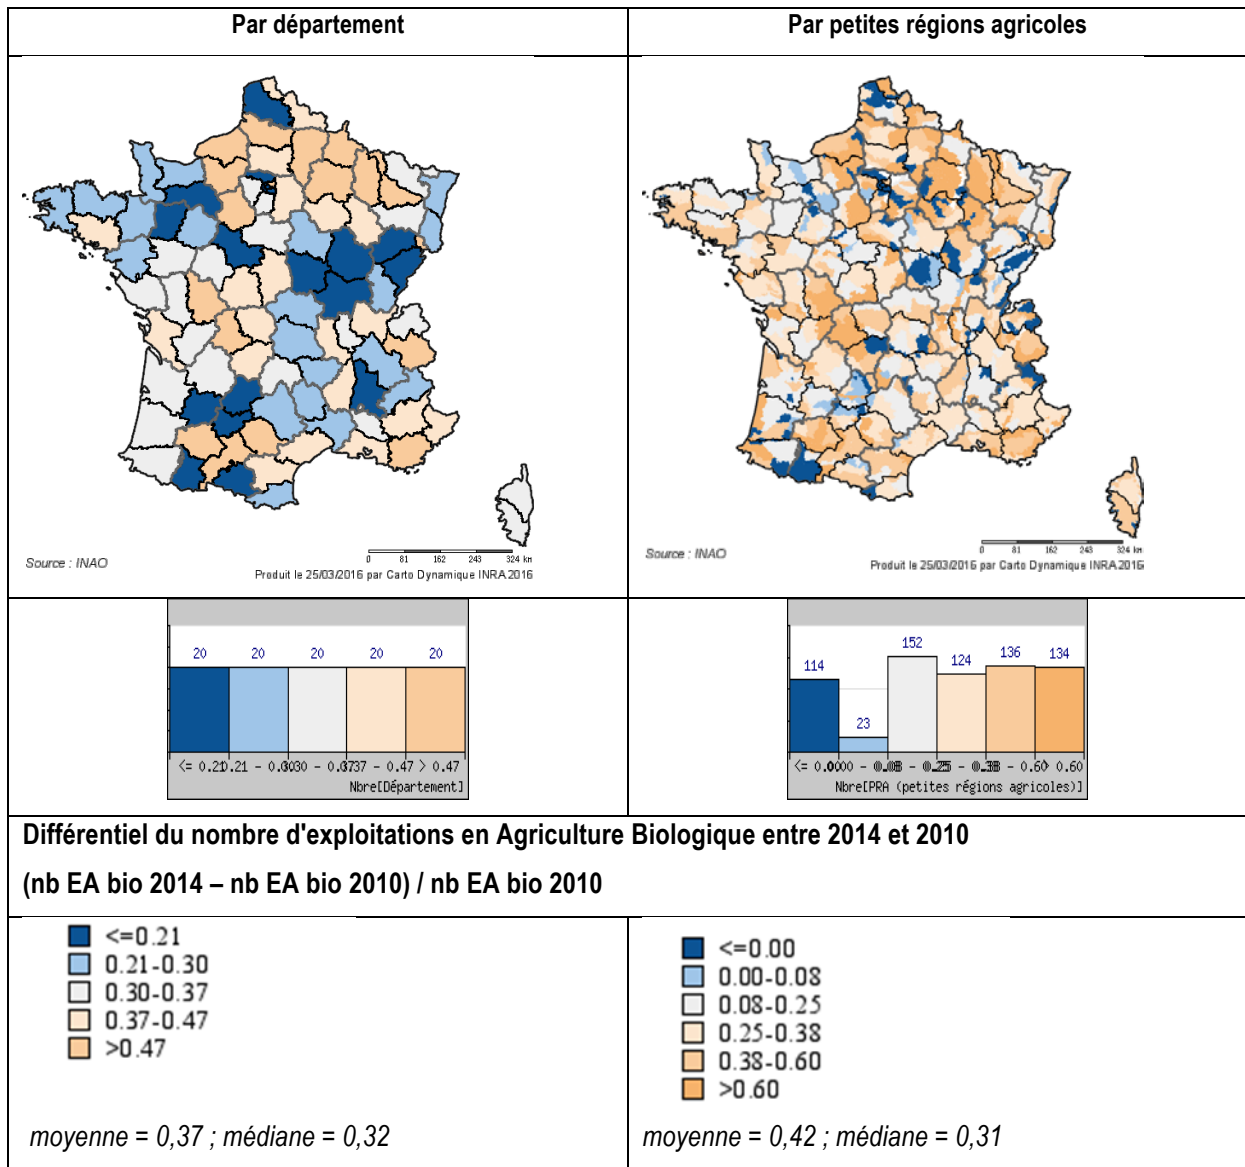 Par département
Par petites régions agricoles
Source : INAO
0 81 162 243 324 km
Produit le 25/03/2016 par Carto Dynamique INRA 2016
Source : INAO
0 81 162 243 324 km
Produit le 25/03/2016 par Carto Dynamique INRA 2016
20 20 20 20 20
Nbre[Département]
114 23 152 124 136 134
Nbre[PRA (petites régions agricoles)]
Différentiel du nombre d'exploitations en Agriculture Biologique entre 2014 et 2010
(nb EA bio 2014 – nb EA bio 2010) / nb EA bio 2010
<=0.21
0.21-0.30
0.30-0.37
0.37-0.47
>0.47
moyenne = 0,37 ; médiane = 0,32
<=0.00
0.00-0.08
0.08-0.25
0.25-0.38
0.38-0.60
>0.60
moyenne = 0,42 ; médiane = 0,31